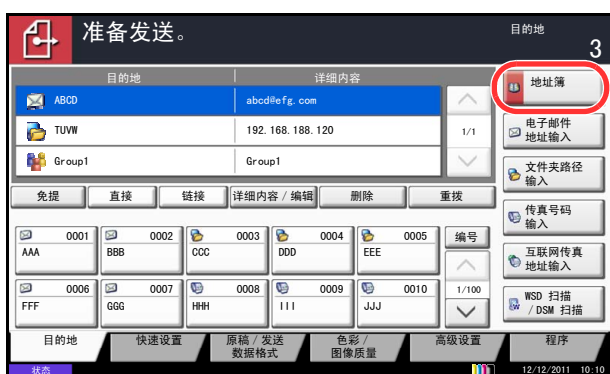 准备发送。
目的地
3
目的地 详细内容
ABCD abcd@efg.com
TUVW 192.168.188.120
Group1 Group1
1/1
地址簿
电子邮件
地址输入
文件夹路径
输入
传真号码
输入
互联网传真
地址输入
WSD 扫描
/ DSM 扫描
免提 直接 链接 详细内容 / 编辑 删除 重拨
0001 0002 0003 0004 0005 编号
AAA BBB CCC DDD EEE
0006 0007 0008 0009 0010 1/100
FFF GGG HHH III JJJ
目的地 快速设置 原稿 / 发送
数据格式 色彩 /
图像质量 高级设置 程序
状态 12/12/2011 10:10